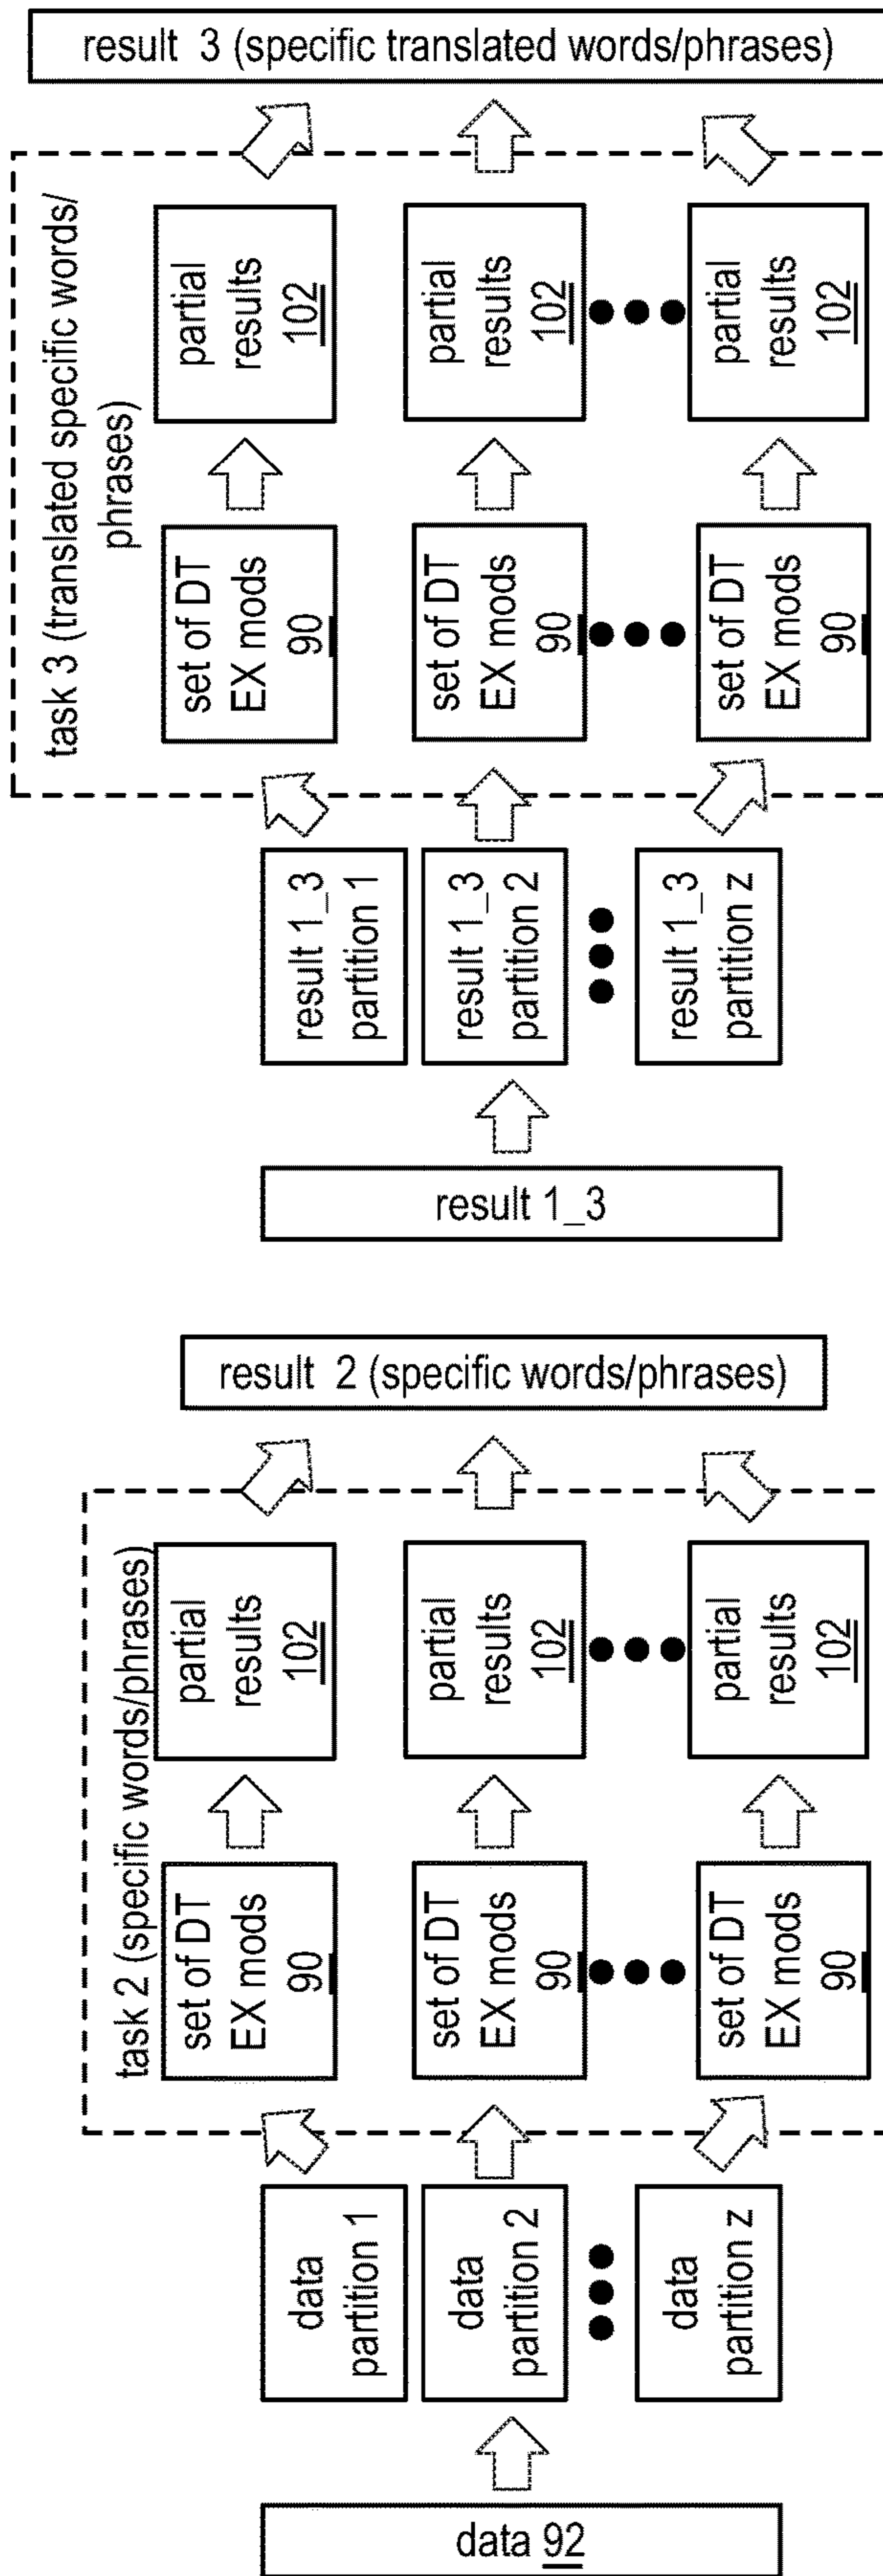 task 2 (specific words/phrases)
data 92
data
partition 1
data
partition 2
data
partition z
set of DT
EX mods
90
set of DT
EX mods
90
set of DT
EX mods
90
partial
results
102
partial
results
102
partial
results
102
result 2 (specific words/phrases)
task 3 (translated specific words/
phrases)
result 1_3
result 1_3
partition 1
result 1_3
partition 2
result 1_3
partition z
set of DT
EX mods
90
set of DT
EX mods
90
set of DT
EX mods
90
partial
results
102
partial
results
102
partial
results
102
result 3 (specific translated words/phrases)